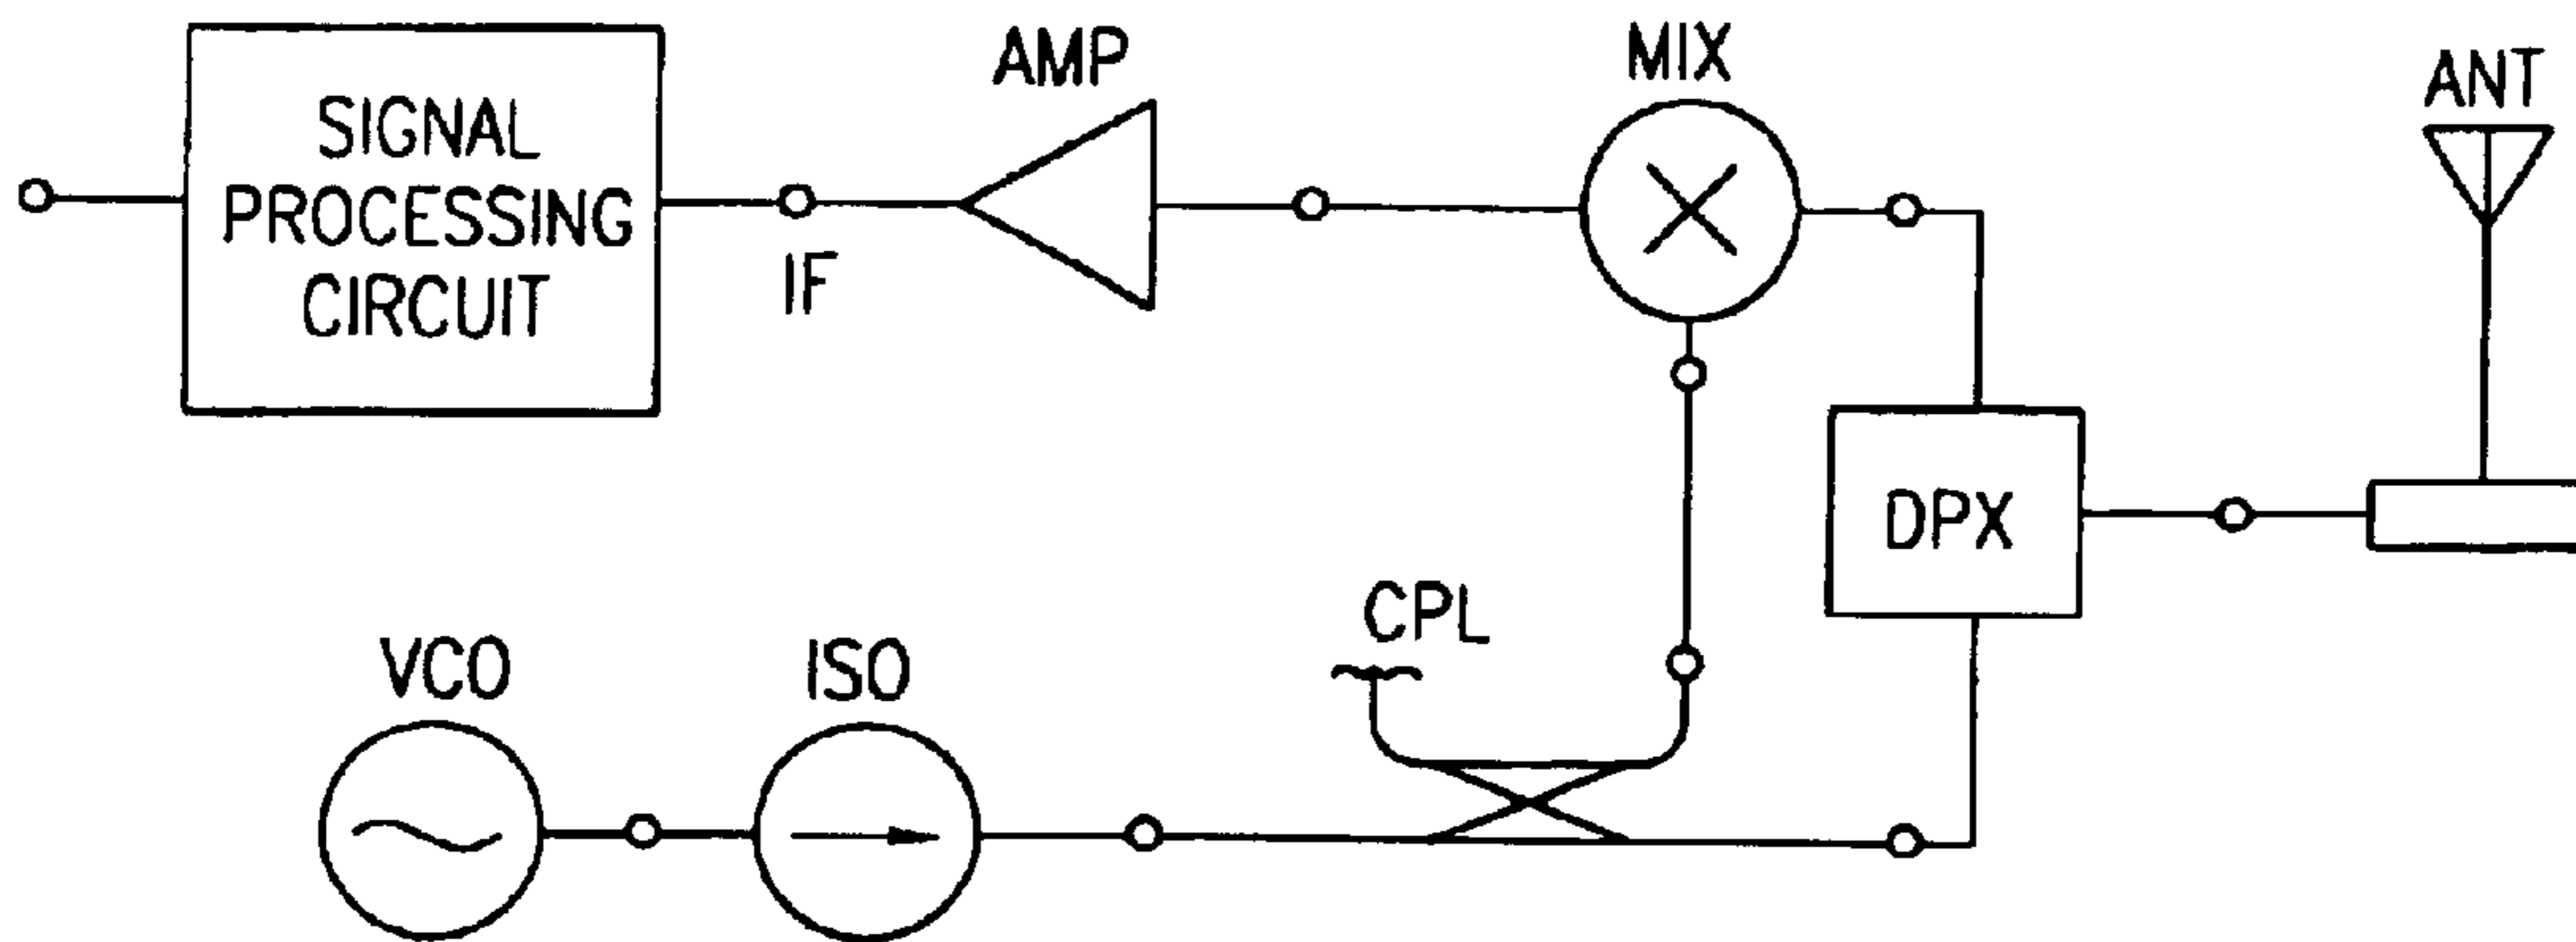 AMP
MIX
ANT
SIGNAL
PROCESSING
CIRCUIT
IF
DPX
CPL
VCO
ISO